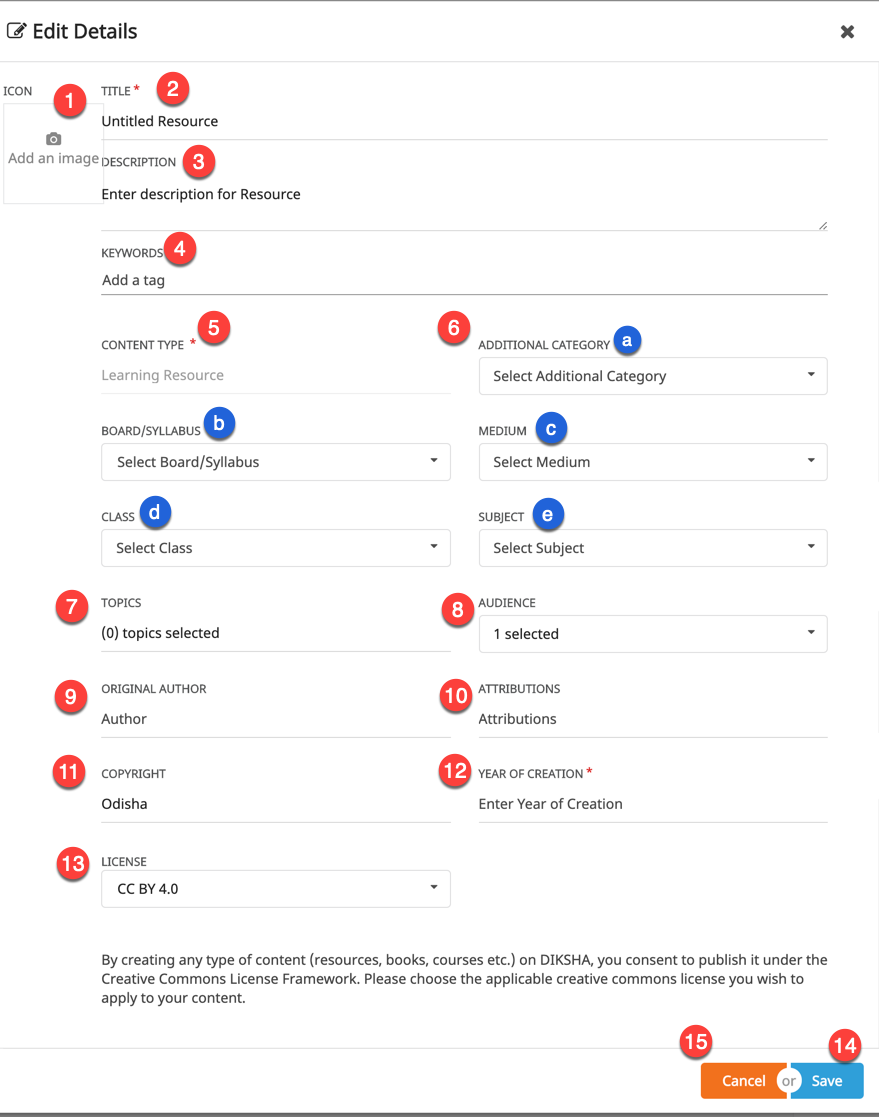 Edit Details
ICON 1 TITLE * 2
Untitled Resource
Add an image
DESCRIPTION 3
Enter description for Resource
KEYWORDS 4
Add a tag
CONTENT TYPE * 5
Learning Resource
6 ADDITIONAL CATEGORY a
Select Additional Category
BOARD/SYLLABUS b
Select Board/Syllabus
MEDIUM c
Select Medium
CLASS d
Select Class
SUBJECT e
Select Subject
7 TOPICS
(0) topics selected
8 AUDIENCE
1 selected
9 ORIGINAL AUTHOR
Author
10 ATTRIBUTIONS
Attributions
11 COPYRIGHT
Odisha
12 YEAR OF CREATION *
Enter Year of Creation
13 LICENSE
CC BY 4.0
By creating any type of content (resources, books, courses etc.) on DIKSHA, you consent to publish it under the
Creative Commons License Framework. Please choose the applicable creative commons license you wish to
apply to your content.
15 14
Cancel or Save